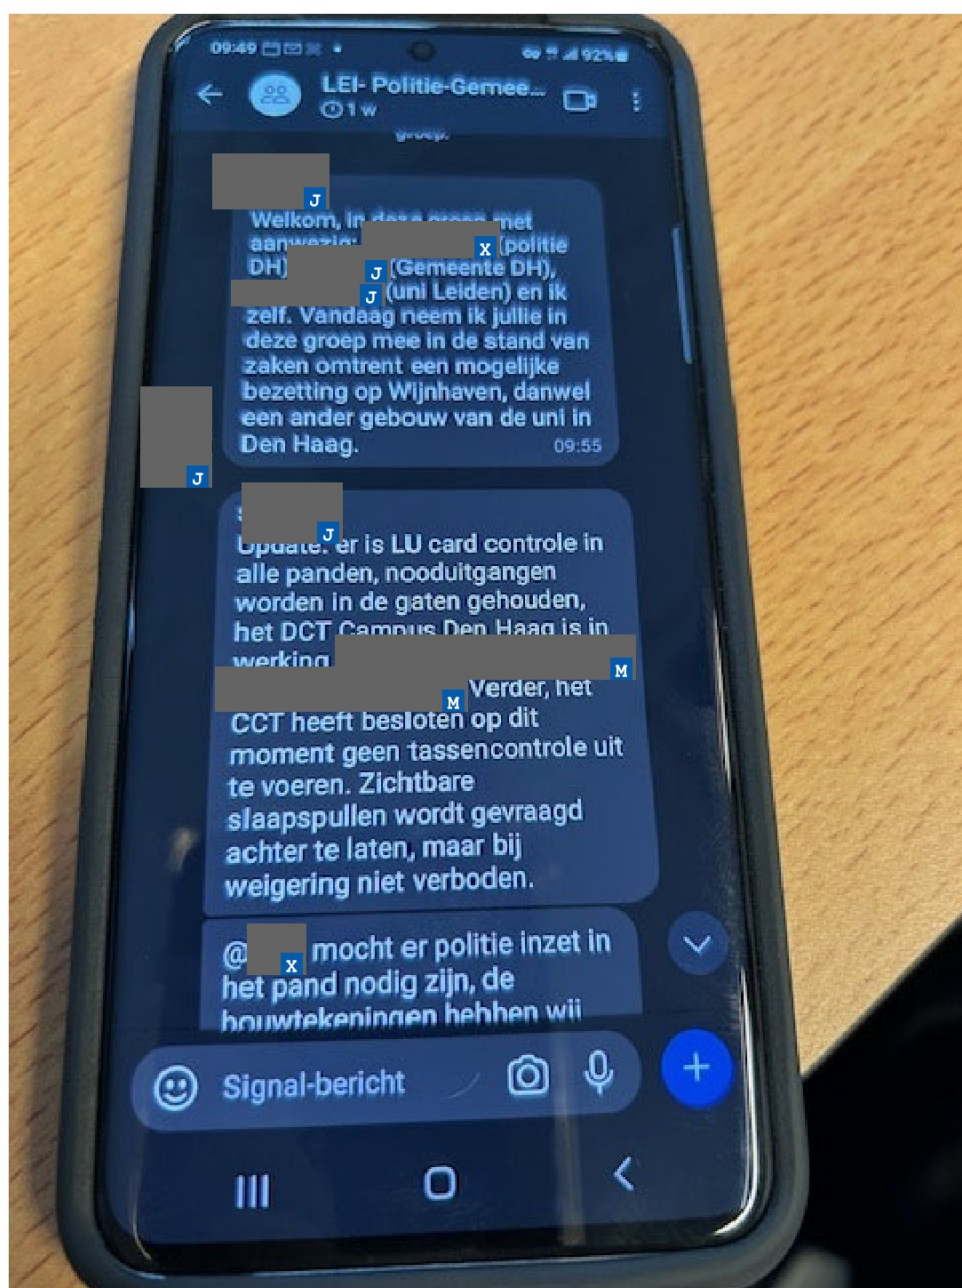 09:49
92%
LEI- Politie-Gemee...
1 w
groep.
J
Welkom, in deze groep met
aanwezig: X (politie
DH) J (Gemeente DH),
J (uni Leiden) en ik
zelf. Vandaag neem ik jullie in
deze groep mee in de stand van
zaken omtrent een mogelijke
bezetting op Wijnhaven, danwel
een ander gebouw van de uni in
Den Haag.
09:55
J
J
Update: er is LU card controle in
alle panden, nooduitgangen
worden in de gaten gehouden,
het DCT Campus Den Haag is in
werking M
M Verder, het
CCT heeft besloten op dit
moment geen tassencontrole uit
te voeren. Zichtbare
slaapspullen wordt gevraagd
achter te laten, maar bij
weigering niet verboden.
@ X mocht er politie inzet in
het pand nodig zijn, de
bouwtekeningen hebben wij
Signal-bericht